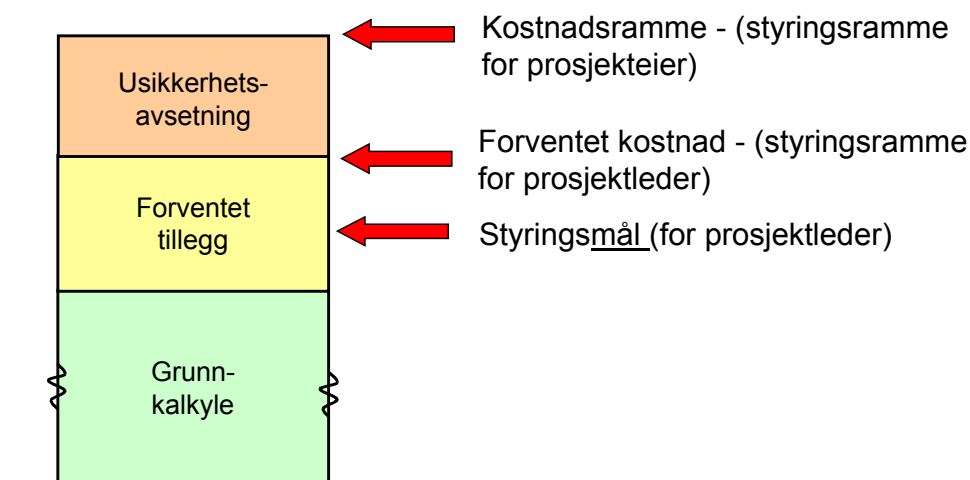 Kostnadsramme - (styringsramme
for prosjekteier)
Usikkerhets-
avsetning
Forventet kostnad - (styringsramme
for prosjektleder)
Forventet
tillegg
Styringsmål (for prosjektleder)
Grunn-
kalkyle